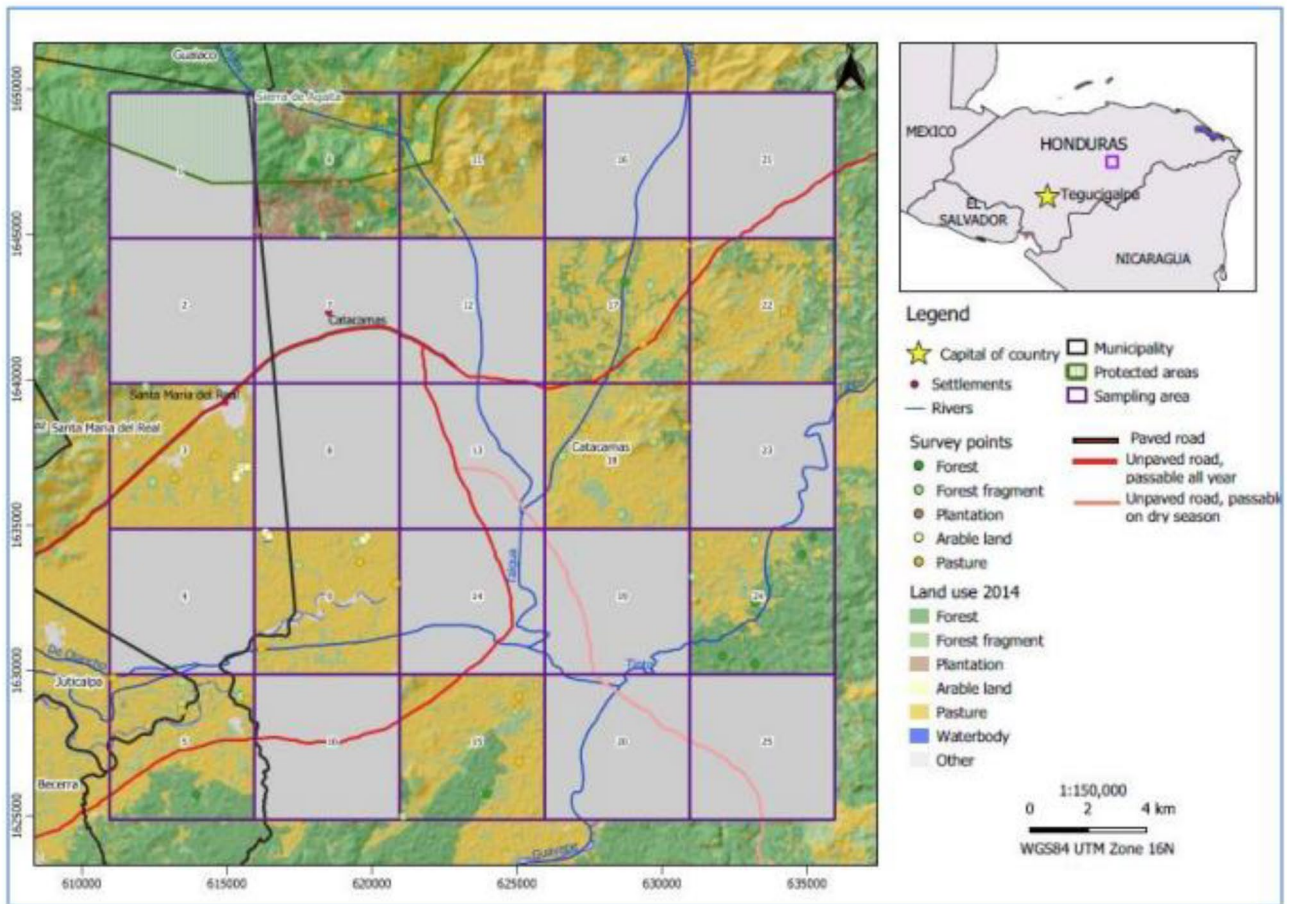 Gualaco
Sierra de Agalta
1650000
1645000
1640000
1635000
1630000
1625000
6
11
16
21
2
7
12
17
22
Catacamas
Santa Maria del Real
Santa Maria del Real
3
8
13
Catacamas
18
23
4
9
14
19
24
Talgua
Tinto
De Olancho
Juticalpa
5
10
15
20
25
Becerra
Guayape
610000
615000
620000
625000
630000
635000
MEXICO
HONDURAS
Tegucigalpa
EL
SALVADOR
NICARAGUA
Legend
Capital of country
Settlements
Rivers
Municipality
Protected areas
Sampling area
Survey points
Forest
Forest fragment
Plantation
Arable land
Pasture
Paved road
Unpaved road,
passable all year
Unpaved road, passable
on dry season
Land use 2014
Forest
Forest fragment
Plantation
Arable land
Pasture
Waterbody
Other
1:150,000
0 2 4 km
WGS84 UTM Zone 16N